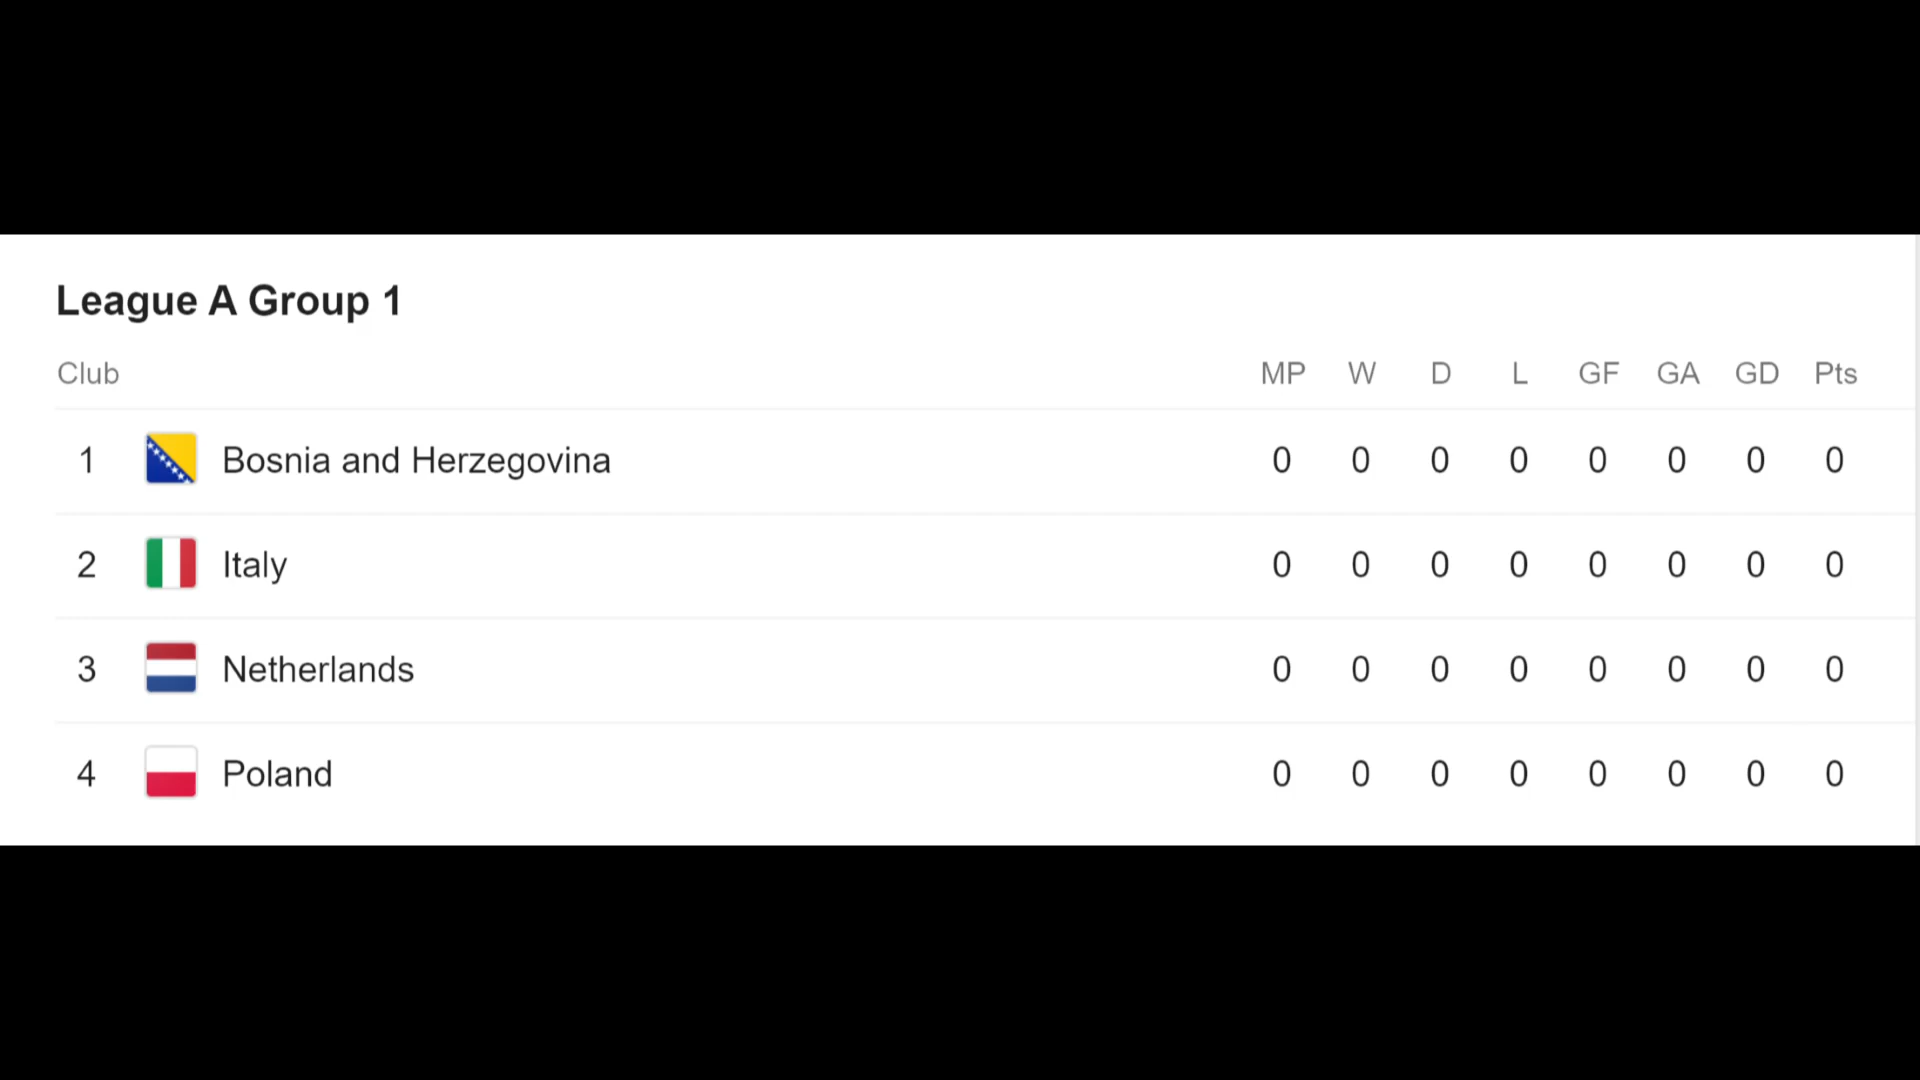 League A Group 1
Club MP W D L GF GA GD Pts
1 Bosnia and Herzegovina 0 0 0 0 0 0 0 0
2 Italy 0 0 0 0 0 0 0 0
3 Netherlands 0 0 0 0 0 0 0 0
4 Poland 0 0 0 0 0 0 0 0